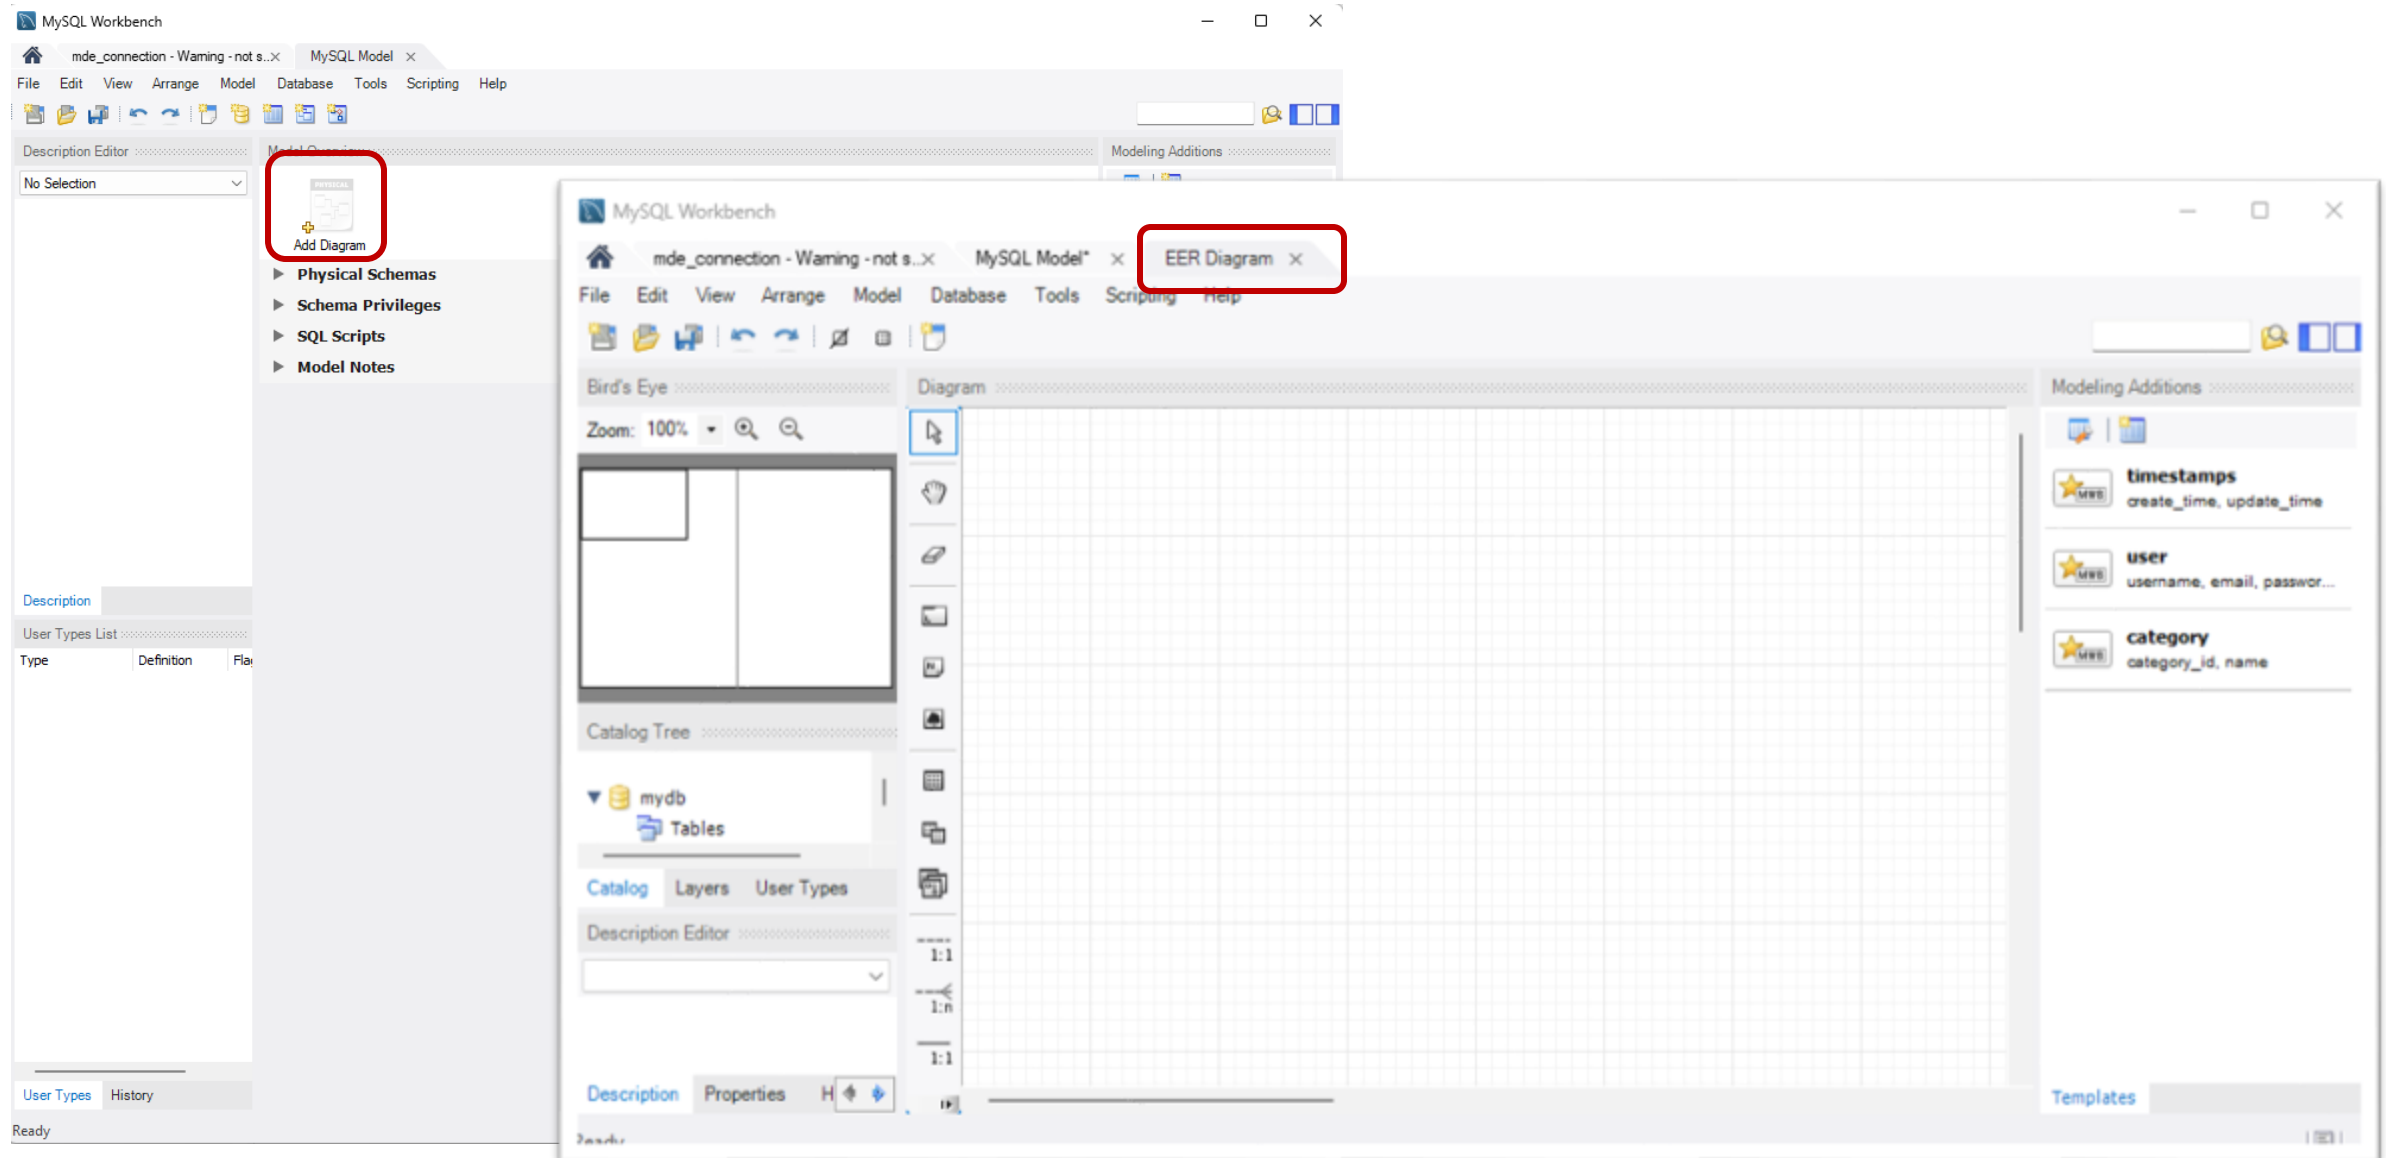 MySQL Workbench
mde_connection - Warning - not s...
MySQL Model
File Edit View Arrange Model Database Tools Scripting Help
Description Editor
Modeling Additions
No Selection
PHYSICAL
Add Diagram
Physical Schemas
Schema Privileges
SQL Scripts
Model Notes
Description
User Types List
Type Definition
User Types History
Ready
MySQL Workbench
mde_connection - Warning - not s...
MySQL Model*
EER Diagram
File Edit View Arrange Model Database Tools Scripting Help
Bird's Eye
Diagram
Modeling Additions
Zoom: 100%
timestamps
create_time, update_time
user
username, email, passwor...
category
category_id, name
Catalog Tree
mydb
Tables
Catalog Layers User Types
Description Editor
1:1
1:n
1:1
Description Properties H
Templates